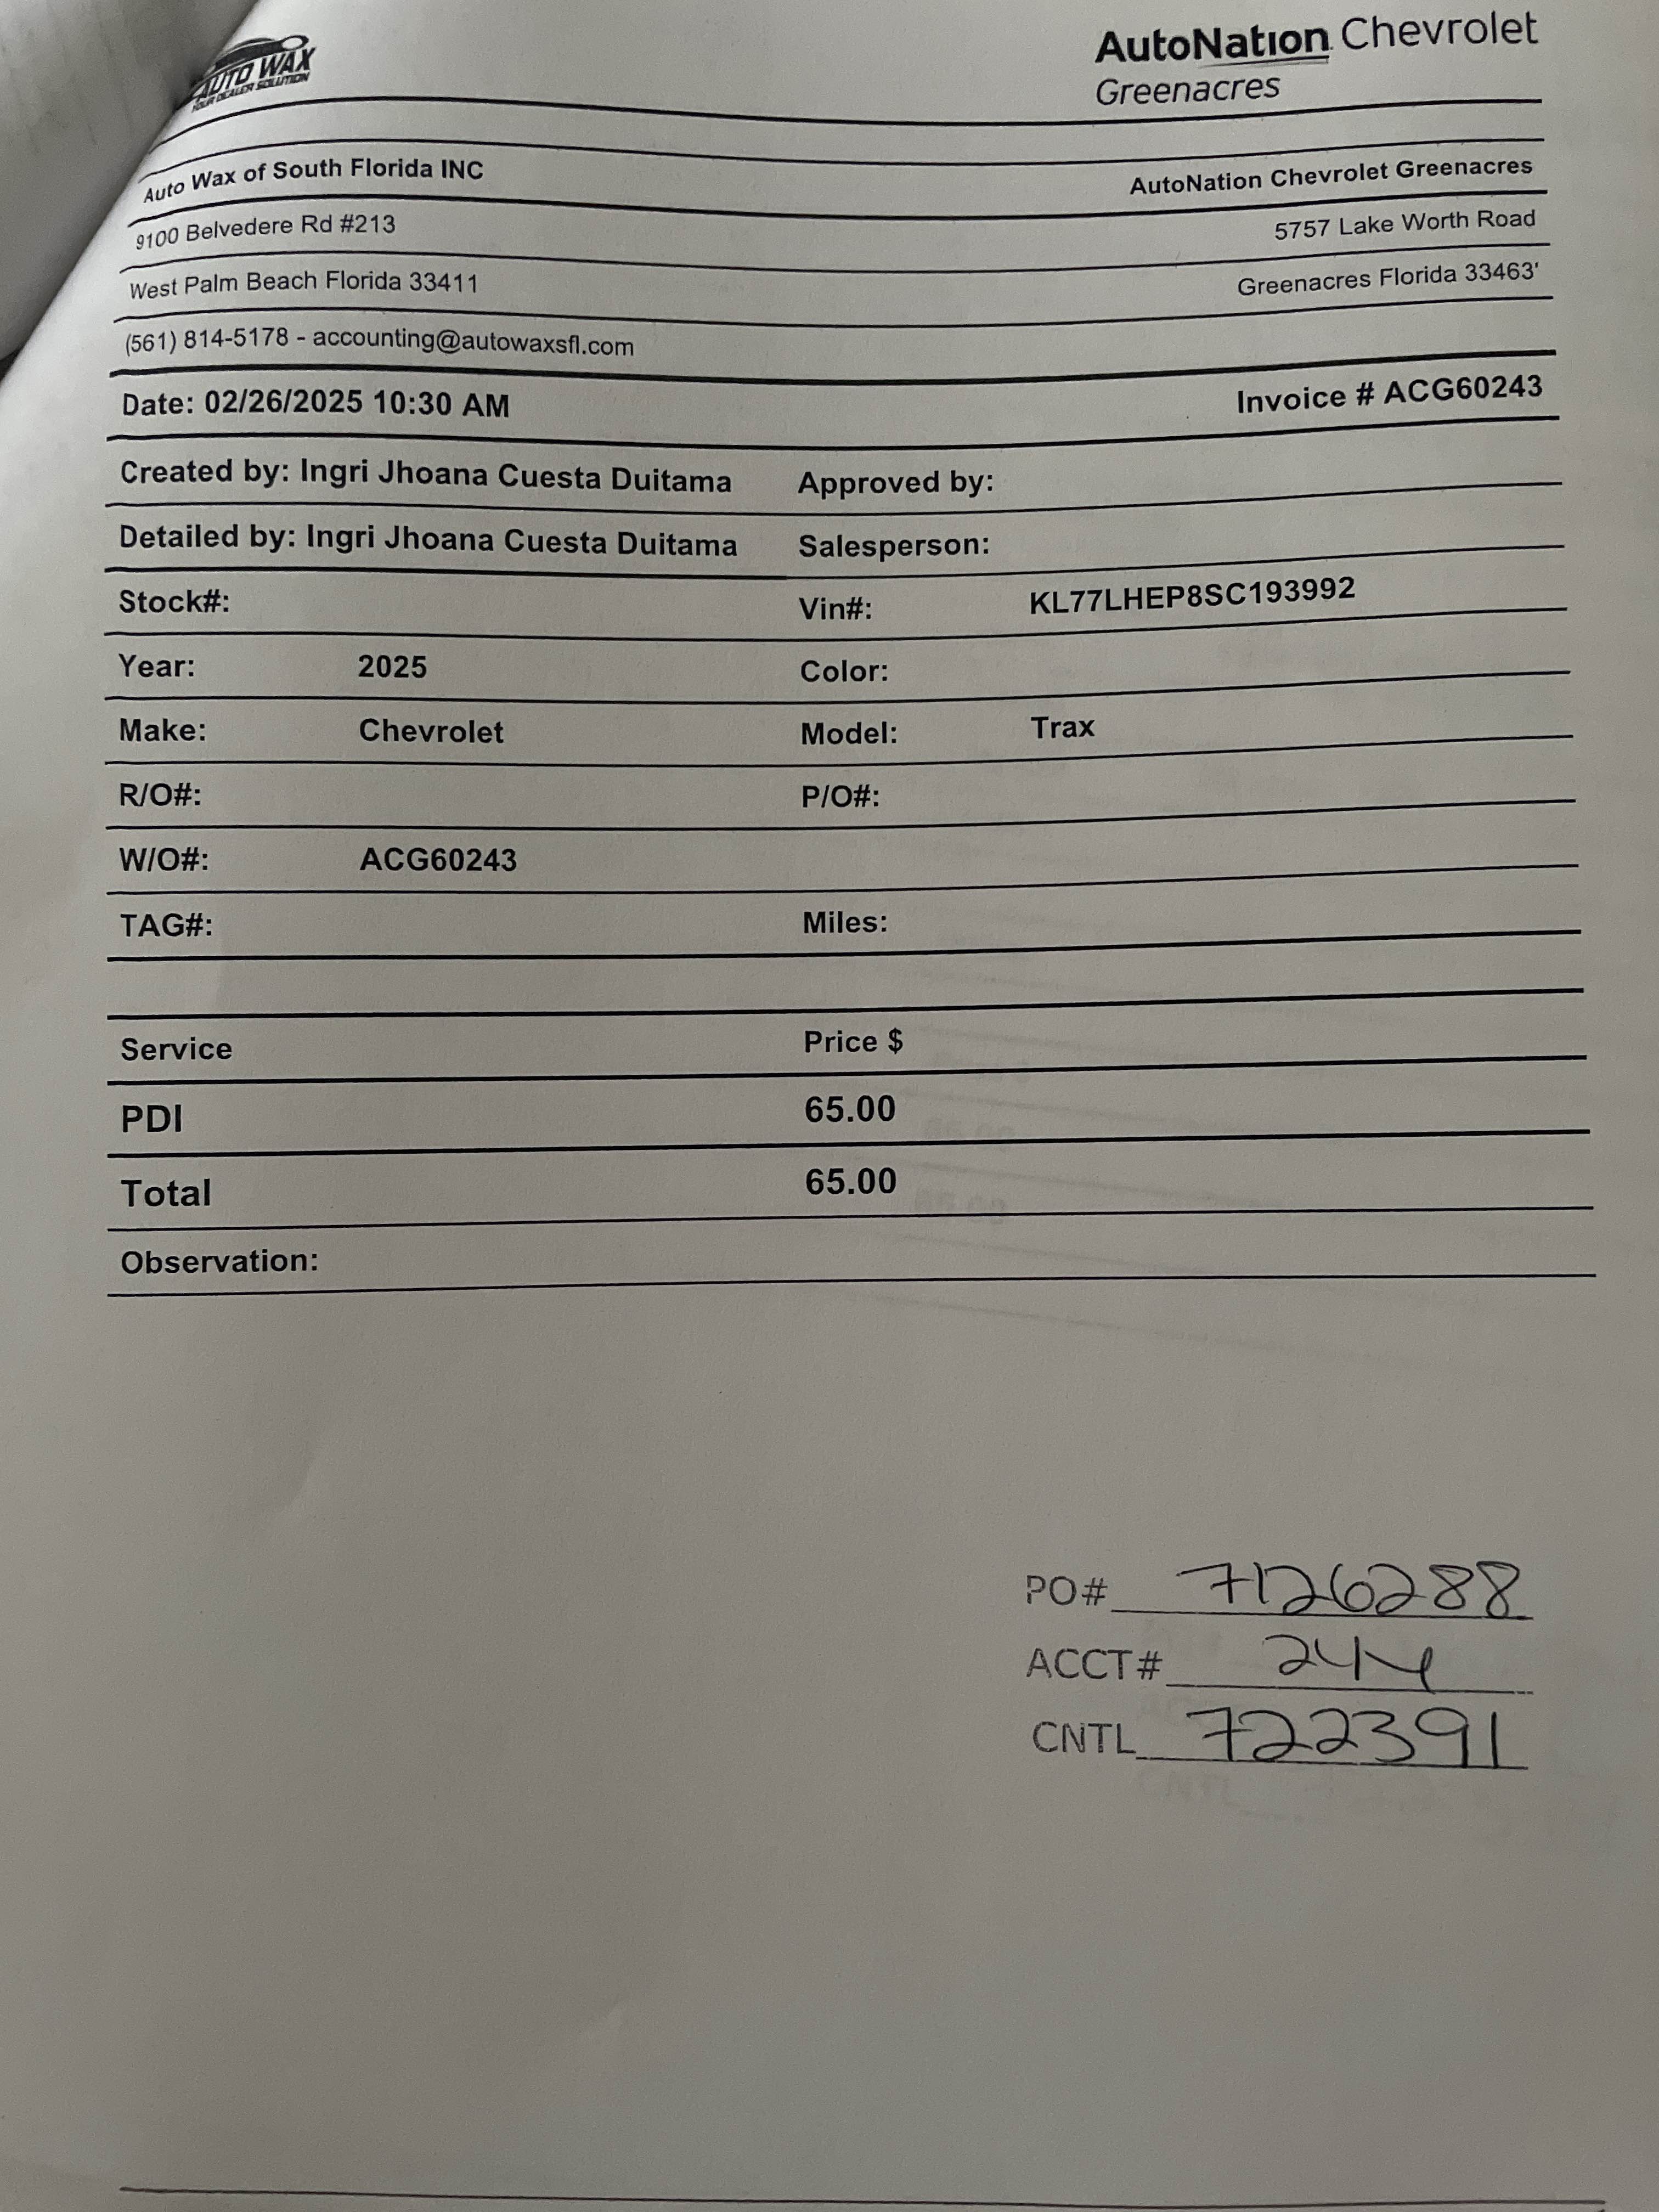 AUTO WAX
YOUR DEALER SOLUTION
AutoNation Chevrolet
Greenacres
Auto Wax of South Florida INC
AutoNation Chevrolet Greenacres
9100 Belvedere Rd #213
5757 Lake Worth Road
West Palm Beach Florida 33411
Greenacres Florida 33463'
(561) 814-5178 - accounting@autowaxsfl.com
Date: 02/26/2025 10:30 AM
Invoice # ACG60243
Created by: Ingri Jhoana Cuesta Duitama Approved by:
Detailed by: Ingri Jhoana Cuesta Duitama Salesperson:
Stock#: Vin#: KL77LHEP8SC193992
Year: 2025 Color:
Make: Chevrolet Model: Trax
R/O#: P/O#:
W/O#: ACG60243
TAG#: Miles:
Service Price $
PDI 65.00
Total 65.00
Observation:
PO# 7126288
ACCT# 244
CNTL 722391